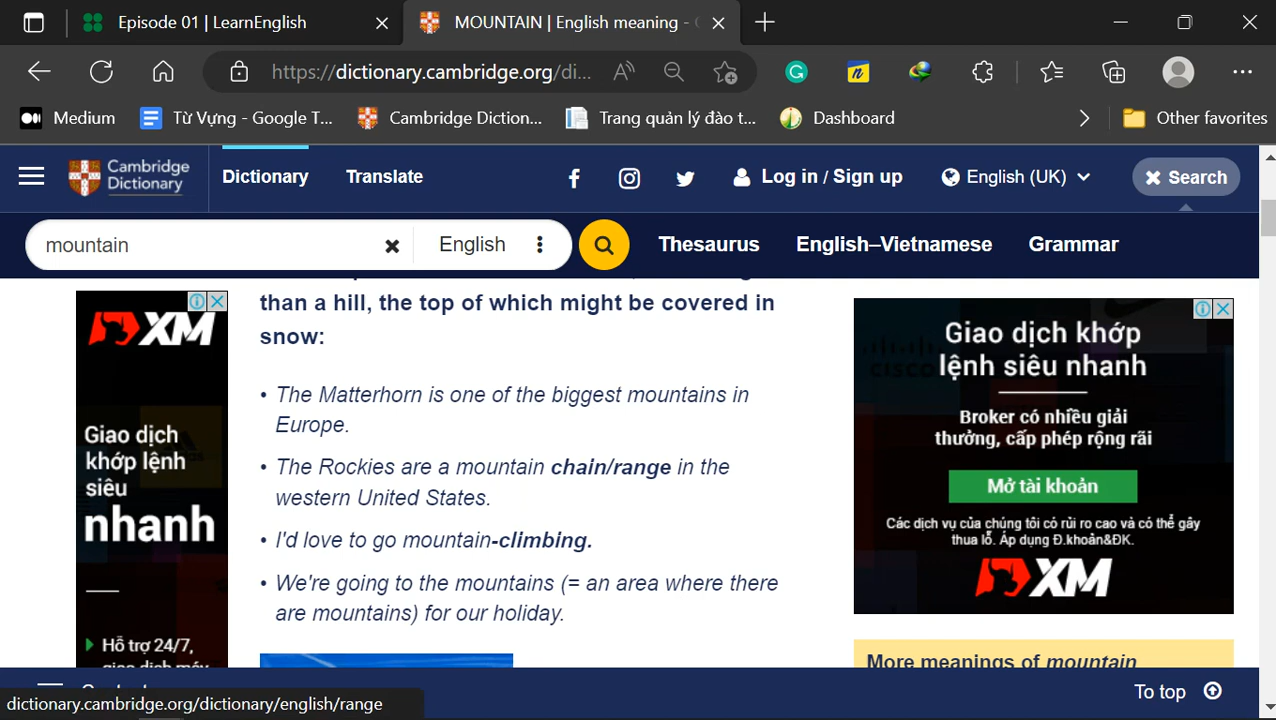 Episode 01 | LearnEnglish
MOUNTAIN | English meaning -
https://dictionary.cambridge.org/di...
Medium
Từ Vựng - Google T...
Cambridge Diction...
Trang quản lý đào t...
Dashboard
Other favorites
Cambridge
Dictionary
Dictionary
Translate
Log in / Sign up
English (UK)
Search
mountain
English
Thesaurus
English–Vietnamese
Grammar
than a hill, the top of which might be covered in
snow:
• The Matterhorn is one of the biggest mountains in
Europe.
• The Rockies are a mountain chain/range in the
western United States.
• I'd love to go mountain-climbing.
• We're going to the mountains (= an area where there
are mountains) for our holiday.
XM
Giao dịch
khớp lệnh
siêu
nhanh
Hỗ trợ 24/7,
giao dịch máy
Giao dịch khớp
lệnh siêu nhanh
Broker có nhiều giải
thưởng, cấp phép rộng rãi
Mở tài khoản
Các dịch vụ của chúng tôi có rủi ro cao và có thể gây
thua lỗ. Áp dụng Đ.khoản&ĐK.
XM
More meanings of mountain
To top
dictionary.cambridge.org/dictionary/english/range